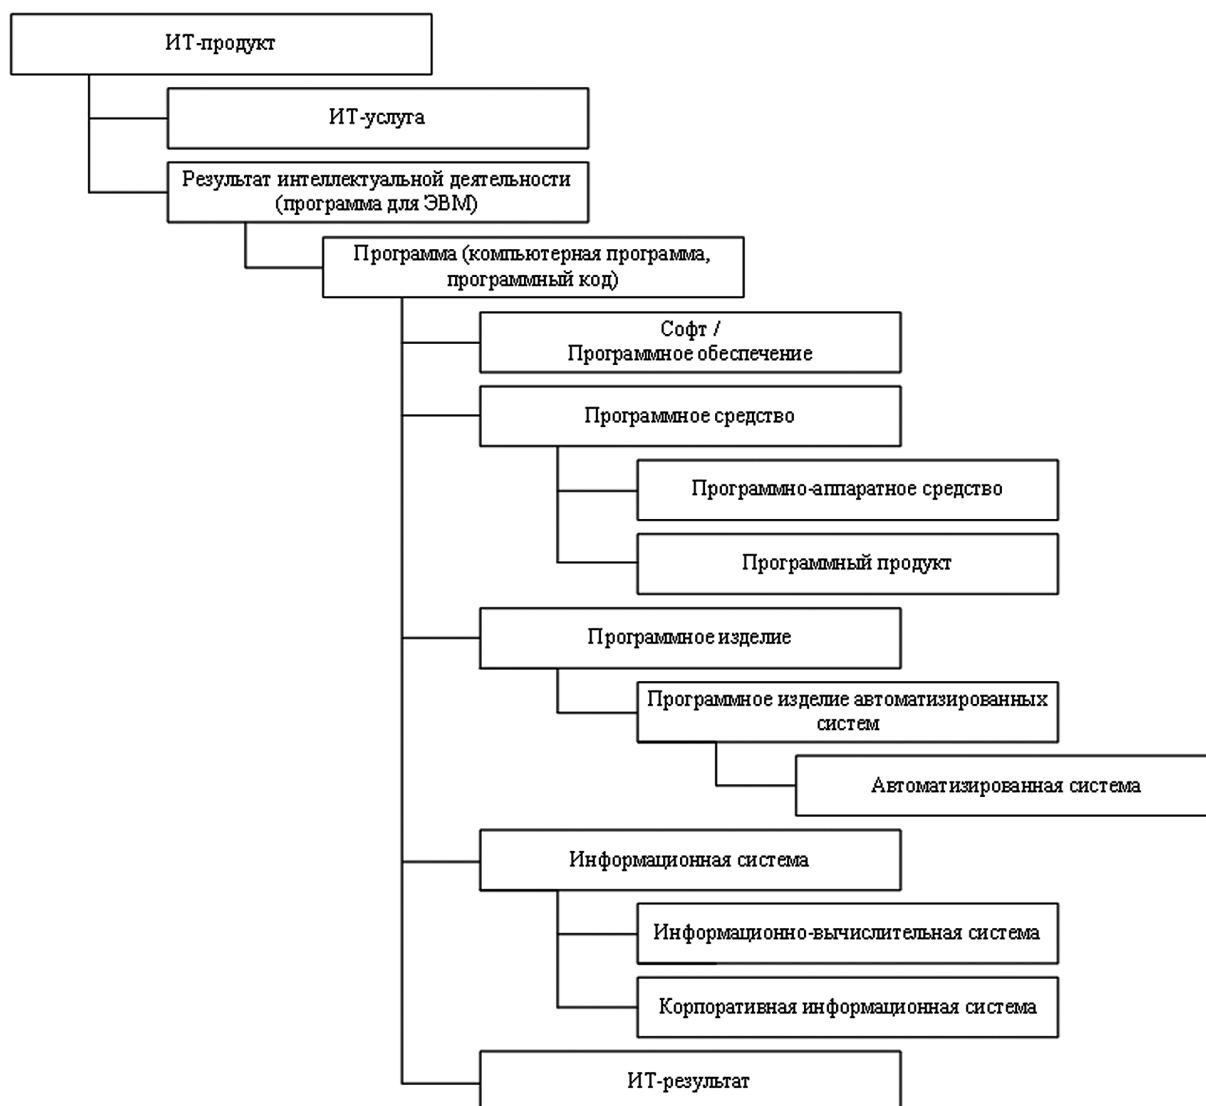 ИТ-продукт
ИТ-услуга
Результат интеллектуальной деятельности
(программа для ЭВМ)
Программа (компьютерная программа,
программный код)
Софт /
Программное обеспечение
Программное средство
Программно-аппаратное средство
Программный продукт
Программное изделие
Программное изделие автоматизированных
систем
Автоматизированная система
Информационная система
Информационно-вычислительная система
Корпоративная информационная система
ИТ-результат